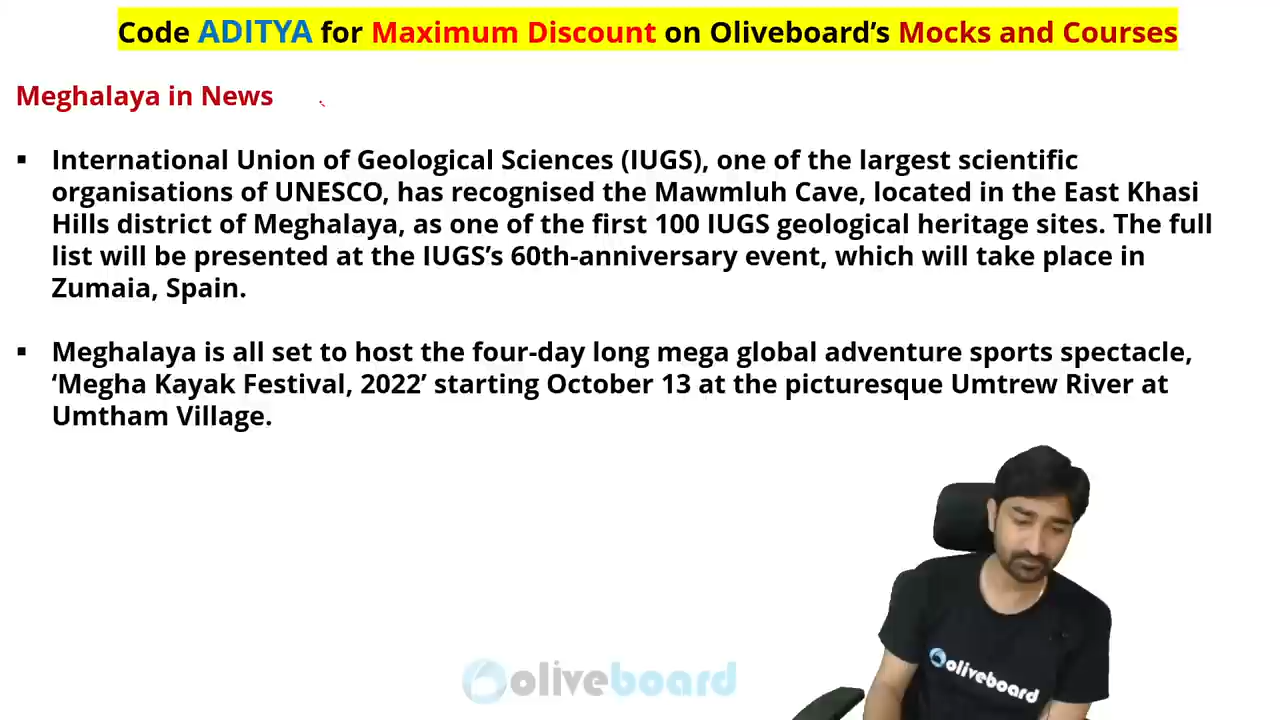 Code ADITYA for Maximum Discount on Oliveboard’s Mocks and Courses
Meghalaya in News
▪ International Union of Geological Sciences (IUGS), one of the largest scientific
organisations of UNESCO, has recognised the Mawmluh Cave, located in the East Khasi
Hills district of Meghalaya, as one of the first 100 IUGS geological heritage sites. The full
list will be presented at the IUGS’s 60th-anniversary event, which will take place in
Zumaia, Spain.
▪ Meghalaya is all set to host the four-day long mega global adventure sports spectacle,
‘Megha Kayak Festival, 2022’ starting October 13 at the picturesque Umtrew River at
Umtham Village.
oliveboard
oliveboard